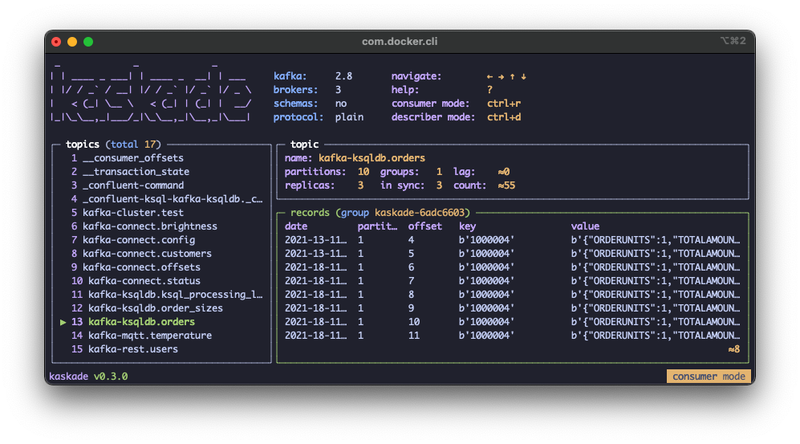 com.docker.cli
⌥⌘2
kafka: 2.8 navigate: ← → ↑ ↓
brokers: 3 help: ?
schemas: no consumer mode: ctrl+r
protocol: plain describer mode: ctrl+d
topics (total 17)
1 __consumer_offsets
2 __transaction_state
3 _confluent-command
4 _confluent-ksql-kafka-ksqldb._c…
5 kafka-cluster.test
6 kafka-connect.brightness
7 kafka-connect.config
8 kafka-connect.customers
9 kafka-connect.offsets
10 kafka-connect.status
11 kafka-ksqldb.ksql_processing_l…
12 kafka-ksqldb.order_sizes
▶ 13 kafka-ksqldb.orders
14 kafka-mqtt.temperature
15 kafka-rest.users
topic
name: kafka-ksqldb.orders
partitions: 10 groups: 1 lag: ≈0
replicas: 3 in sync: 3 count: ≈55
records (group kaskade-6adc6603)
date partit… offset key value
2021-13-11… 1 4 b'1000004' b'{"ORDERUNITS":1,"TOTALAMOUN…
2021-18-11… 1 5 b'1000004' b'{"ORDERUNITS":1,"TOTALAMOUN…
2021-18-11… 1 6 b'1000004' b'{"ORDERUNITS":1,"TOTALAMOUN…
2021-18-11… 1 7 b'1000004' b'{"ORDERUNITS":1,"TOTALAMOUN…
2021-18-11… 1 8 b'1000004' b'{"ORDERUNITS":1,"TOTALAMOUN…
2021-18-11… 1 9 b'1000004' b'{"ORDERUNITS":1,"TOTALAMOUN…
2021-18-11… 1 10 b'1000004' b'{"ORDERUNITS":1,"TOTALAMOUN…
2021-18-11… 1 11 b'1000004' b'{"ORDERUNITS":1,"TOTALAMOUN…
≈8
kaskade v0.3.0
consumer mode